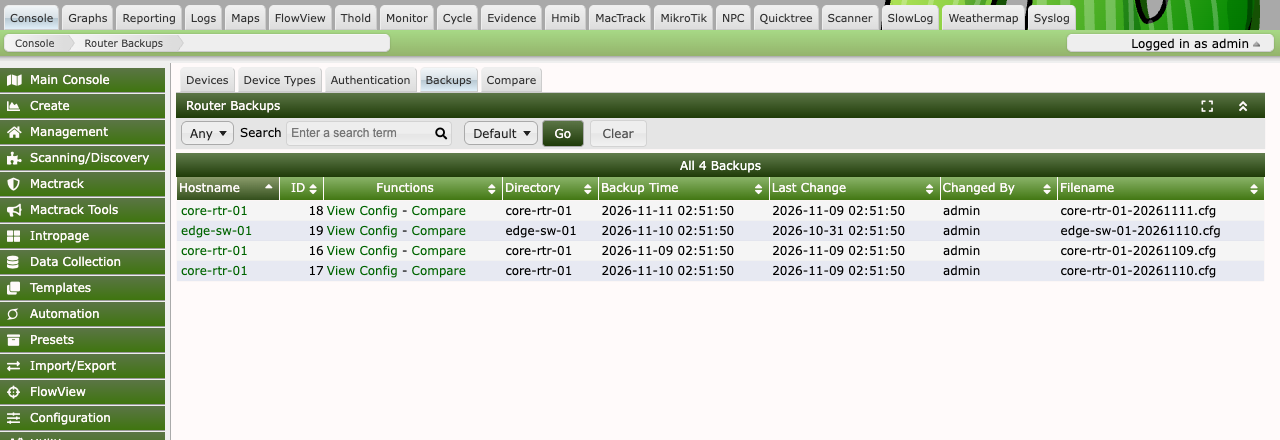 Console Graphs Reporting Logs Maps FlowView Thold Monitor Cycle Evidence Hmib MacTrack MikroTik NPC Quicktree Scanner SlowLog Weathermap Syslog
Console Router Backups Logged in as admin
Main Console
Create
Management
Scanning/Discovery
Mactrack
Mactrack Tools
Intropage
Data Collection
Templates
Automation
Presets
Import/Export
FlowView
Configuration
Devices Device Types Authentication Backups Compare
Router Backups
Any Search Enter a search term Default Go Clear
All 4 Backups
Hostname ID Functions Directory Backup Time Last Change Changed By Filename
core-rtr-01 18 View Config - Compare core-rtr-01 2026-11-11 02:51:50 2026-11-09 02:51:50 admin core-rtr-01-20261111.cfg
edge-sw-01 19 View Config - Compare edge-sw-01 2026-11-10 02:51:50 2026-10-31 02:51:50 admin edge-sw-01-20261110.cfg
core-rtr-01 16 View Config - Compare core-rtr-01 2026-11-09 02:51:50 2026-11-09 02:51:50 admin core-rtr-01-20261109.cfg
core-rtr-01 17 View Config - Compare core-rtr-01 2026-11-10 02:51:50 2026-11-09 02:51:50 admin core-rtr-01-20261110.cfg